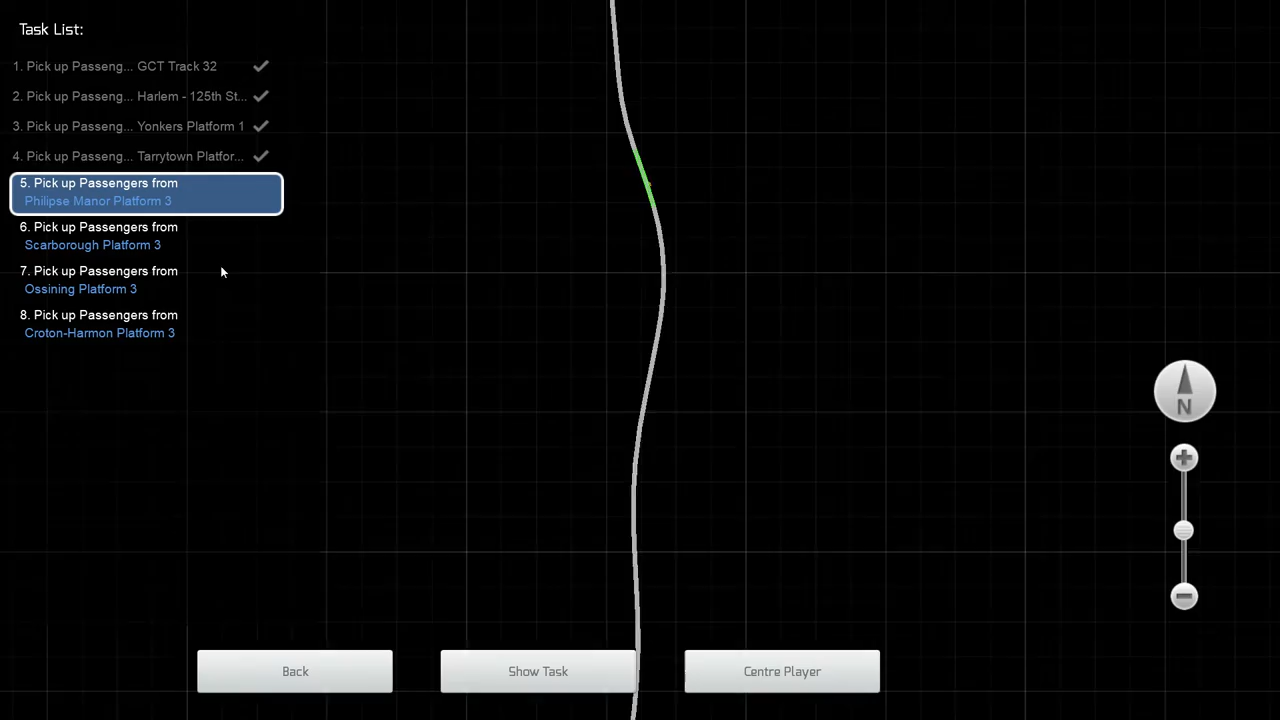 Task List:
1. Pick up Passeng... GCT Track 32
2. Pick up Passeng... Harlem - 125th St...
3. Pick up Passeng... Yonkers Platform 1
4. Pick up Passeng... Tarrytown Platfor...
5. Pick up Passengers from
Philipse Manor Platform 3
6. Pick up Passengers from
Scarborough Platform 3
7. Pick up Passengers from
Ossining Platform 3
8. Pick up Passengers from
Croton-Harmon Platform 3
N
Back
Show Task
Centre Player